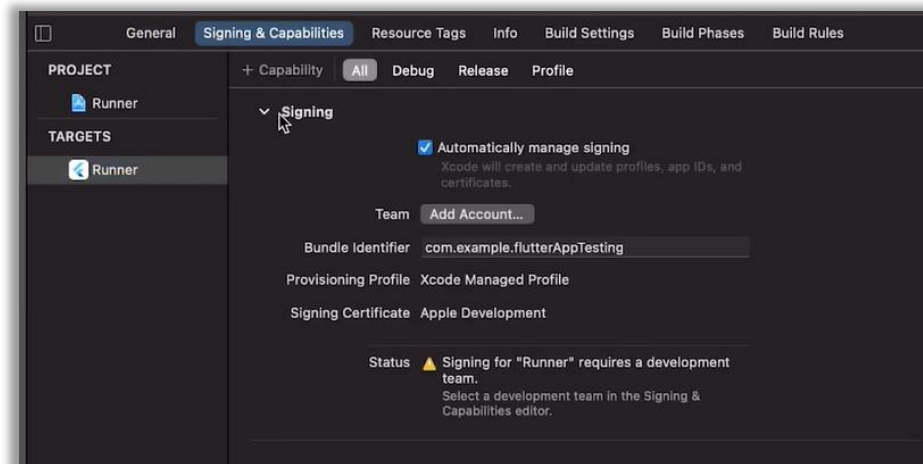 General Signing & Capabilities Resource Tags Info Build Settings Build Phases Build Rules
PROJECT
Runner
TARGETS
Runner
+ Capability All Debug Release Profile
Signing
Automatically manage signing
Xcode will create and update profiles, app IDs, and
certificates.
Team Add Account...
Bundle Identifier com.example.flutterAppTesting
Provisioning Profile Xcode Managed Profile
Signing Certificate Apple Development
Status Signing for "Runner" requires a development
team.
Select a development team in the Signing &
Capabilities editor.